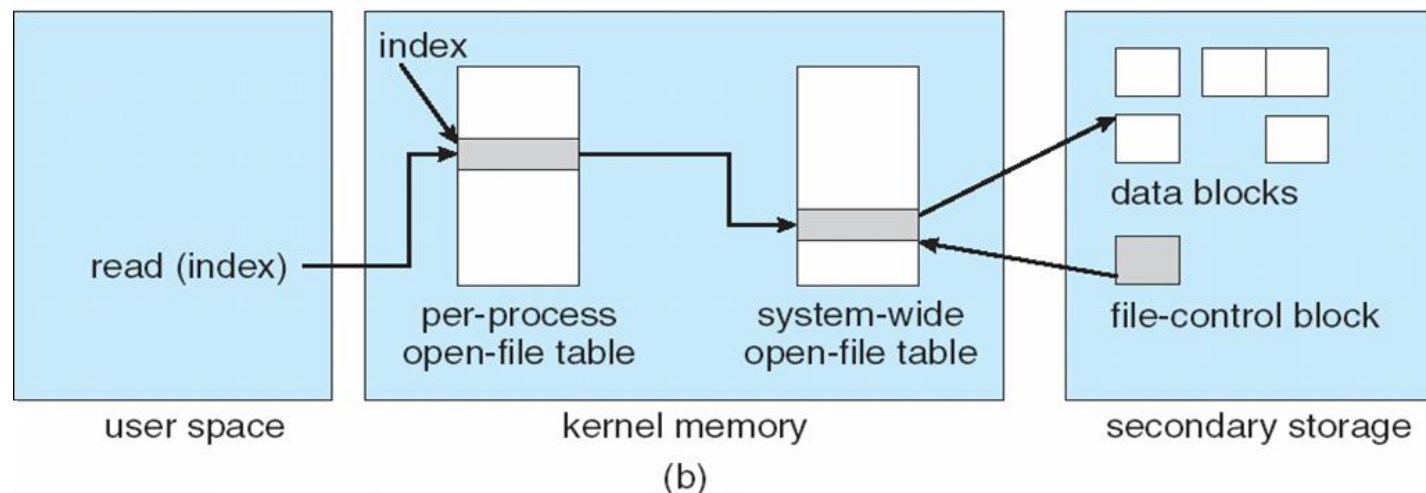 index
read (index)
per-process
open-file table
system-wide
open-file table
data blocks
file-control block
user space
kernel memory
secondary storage
(b)